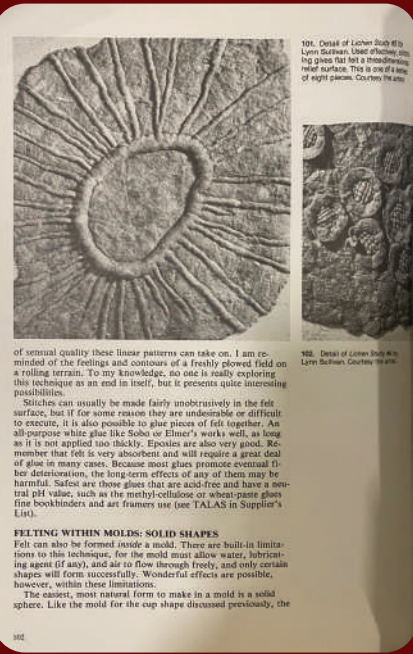 101. Detail of Lichen Study #8 by
Lynn Sullivan. Used effectively,
ing gives flat felt a threedimensional
relief surface. This is one of a series
of eight pieces. Courtesy the artist.
of sensual quality these linear patterns can take on. I am re-
minded of the feelings and contours of a freshly plowed field on
a rolling terrain. To my knowledge, no one is really exploring
this technique as an end in itself, but it presents quite interesting
possibilities.
Stitches can usually be made fairly unobtrusively in the felt
surface, but if for some reason they are undesirable or difficult
to execute, it is also possible to glue pieces of felt together. An
all-purpose white glue like Sobo or Elmer's works well, as long
as it is not applied too thickly. Epoxies are also very good. Re-
member that felt is very absorbent and will require a great deal
of glue in many cases. Because most glues promote eventual fi-
ber deterioration, the long-term effects of any of them may be
harmful. Safest are those glues that are acid-free and have a neu-
tral pH value, such as the methyl-cellulose or wheat-paste glues
fine bookbinders and art framers use (see TALAS in Supplier's
List).
102. Detail of Lichen Study
Lynn Sullivan. Courtesy the artist.
FELTING WITHIN MOLDS: SOLID SHAPES
Felt can also be formed inside a mold. There are built-in limita-
tions to this technique, for the mold must allow water, lubricat-
ing agent (if any), and air to flow through freely, and only certain
shapes will form successfully. Wonderful effects are possible,
however, within these limitations.
The easiest, most natural form to make in a mold is a solid
sphere. Like the mold for the cup shape discussed previously, the
102